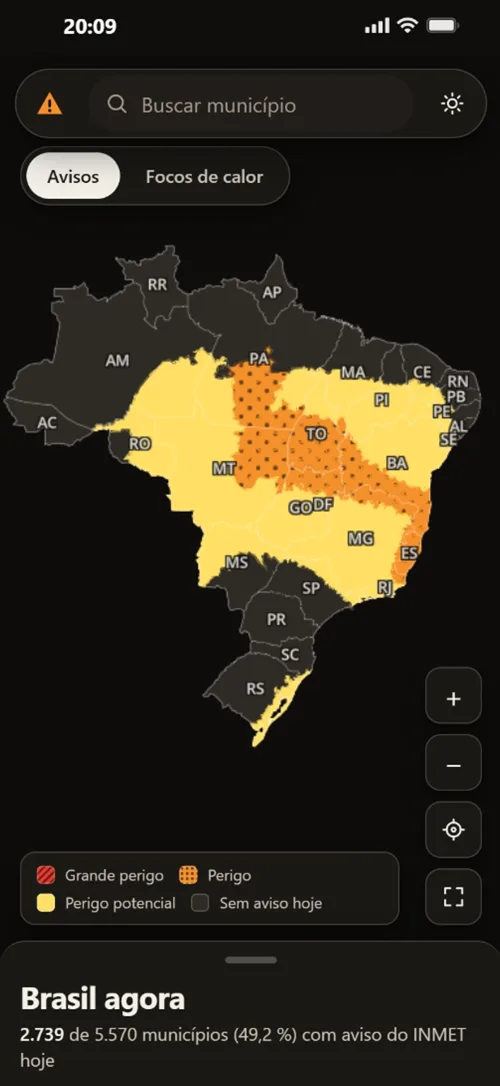 20:09
Buscar município
Avisos Focos de calor
RR AP
AM PA MA CE RN
PI PB
PE
AC TO AL
RO SE
MT BA
GO DF
MG
ES
MS SP RJ
PR
SC
RS
+
−
Grande perigo Perigo
Perigo potencial Sem aviso hoje
Brasil agora
2.739 de 5.570 municípios (49,2 %) com aviso do INMET
hoje